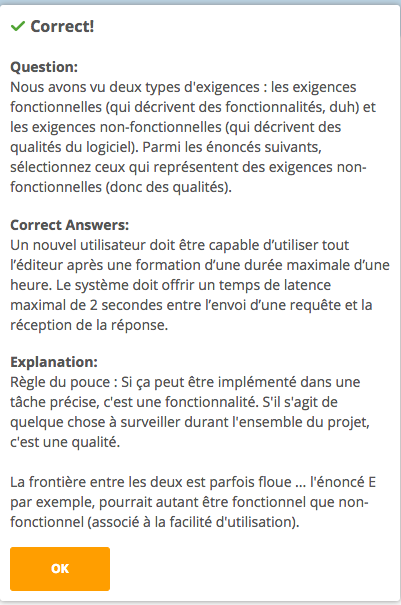 Correct!
Question:
Nous avons vu deux types d'exigences : les exigences
fonctionnelles (qui décrivent des fonctionnalités, duh) et
les exigences non-fonctionnelles (qui décrivent des
qualités du logiciel). Parmi les énoncés suivants,
sélectionnez ceux qui représentent des exigences non-
fonctionnelles (donc des qualités).
Correct Answers:
Un nouvel utilisateur doit être capable d’utiliser tout
l’éditeur après une formation d’une durée maximale d’une
heure. Le système doit offrir un temps de latence
maximal de 2 secondes entre l’envoi d’une requête et la
réception de la réponse.
Explanation:
Règle du pouce : Si ça peut être implémenté dans une
tâche précise, c'est une fonctionnalité. S'il s'agit de
quelque chose à surveiller durant l'ensemble du projet,
c'est une qualité.
La frontière entre les deux est parfois floue ... l'énoncé E
par exemple, pourrait autant être fonctionnel que non-
fonctionnel (associé à la facilité d'utilisation).
OK